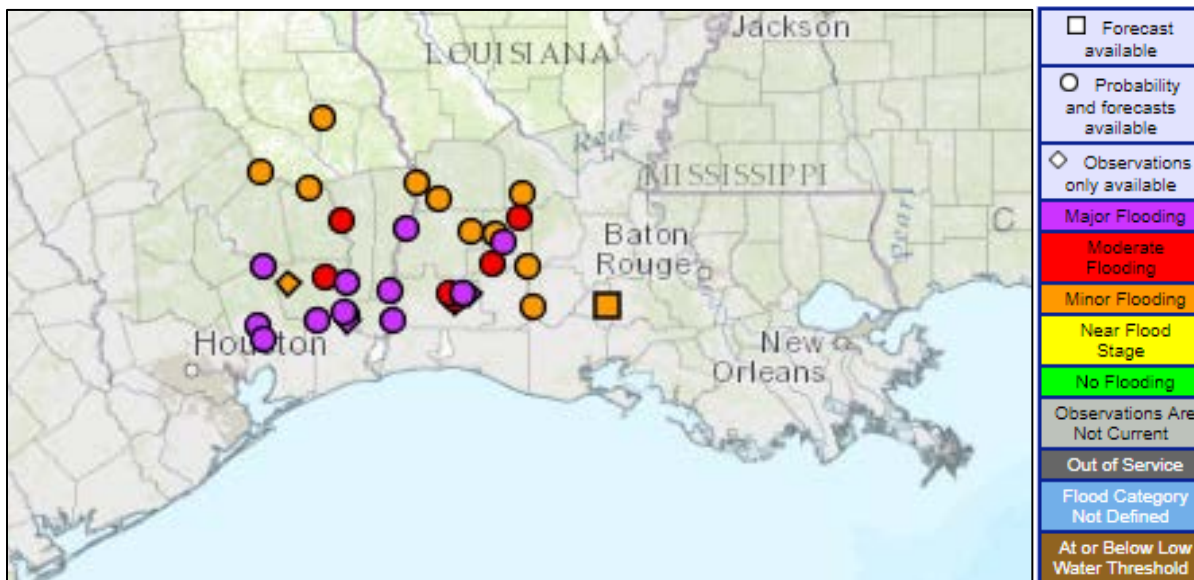 Jackson
LOUISIANA
Red
MISSISSIPPI
Pearl
C
Baton
Rouge
Houston
New
Orleans
Forecast
available
Probability
and forecasts
available
Observations
only available
Major Flooding
Moderate
Flooding
Minor Flooding
Near Flood
Stage
No Flooding
Observations Are
Not Current
Out of Service
Flood Category
Not Defined
At or Below Low
Water Threshold